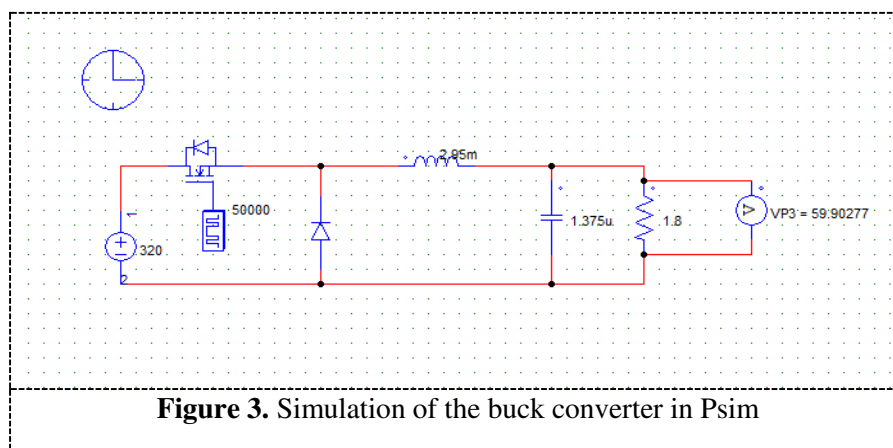 2.95m
50000
1
320
2
1.375u
1.8
V
VP3 = 59.90277
Figure 3. Simulation of the buck converter in Psim